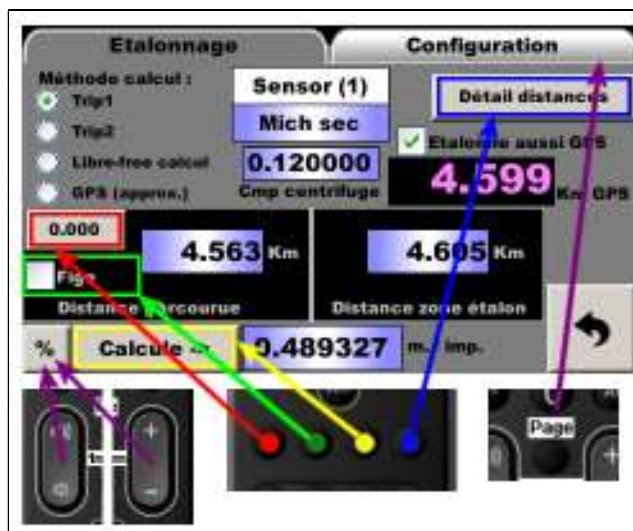 Etalonnage
Configuration
Méthode calcul :
Trip1
Trip2
Libre-free calcul
GPS (approx.)
Sensor (1)
Mich sec
0.120000
Cmp centrifuge
Détail distances
Etalonne aussi GPS
4.599 Km GPS
0.000
4.563 Km
Fige
Distance parcourue
4.605 Km
Distance zone étalon
%
Calcule
0.489327 m. / imp.
Page